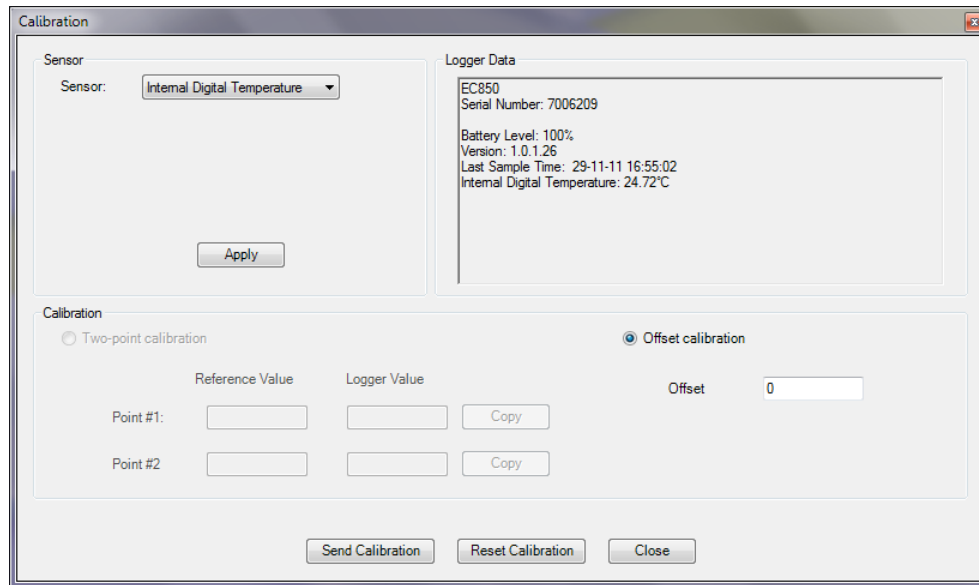 Calibration
Sensor
Sensor: Internal Digital Temperature
Apply
Logger Data
EC850
Serial Number: 7006209
Battery Level: 100%
Version: 1.0.1.26
Last Sample Time: 29-11-11 16:55:02
Internal Digital Temperature: 24.72°C
Calibration
Two-point calibration
Reference Value Logger Value
Point #1: Copy
Point #2 Copy
Offset calibration
Offset 0
Send Calibration Reset Calibration Close